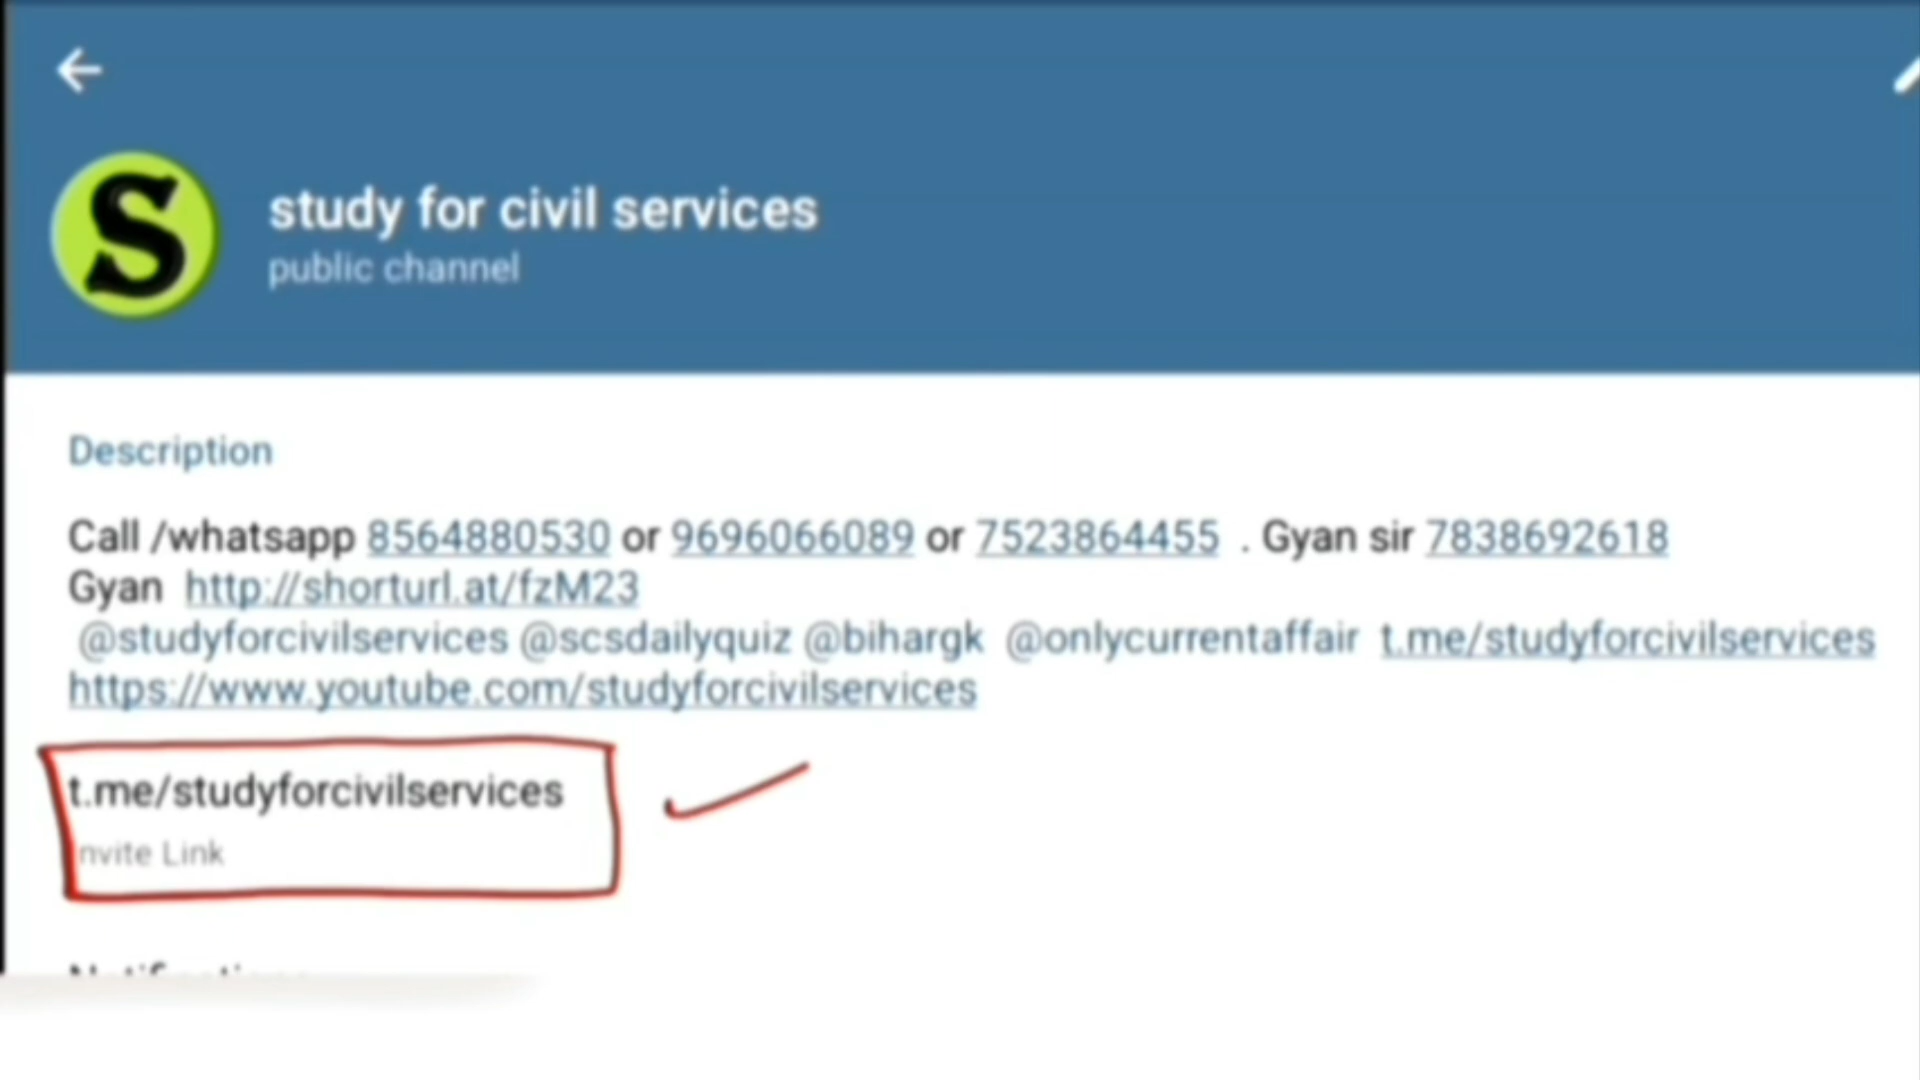 S
study for civil services
public channel
Description
Call /whatsapp 8564880530 or 9696066089 or 7523864455 . Gyan sir 7838692618
Gyan http://shorturl.at/fzM23
@studyforcivilservices @scsdailyquiz @bihargk @onlycurrentaffair t.me/studyforcivilservices
https://www.youtube.com/studyforcivilservices
t.me/studyforcivilservices
nvite Link